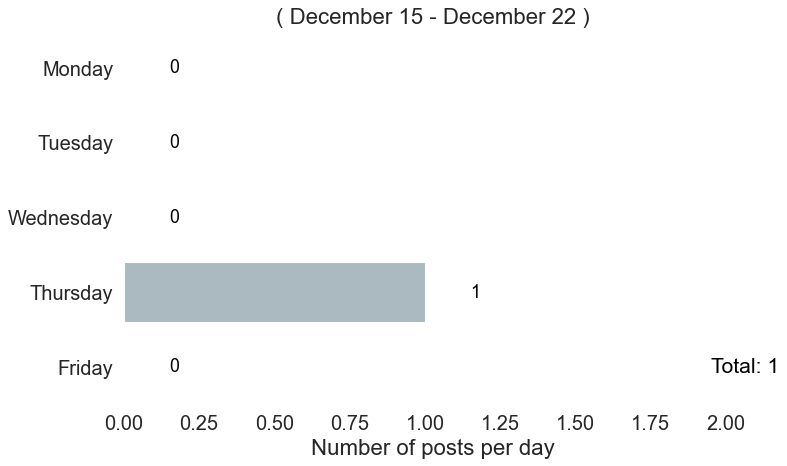 ( December 15 - December 22 )
Monday 0
Tuesday 0
Wednesday 0
Thursday 1
Friday 0 Total: 1
0.00 0.25 0.50 0.75 1.00 1.25 1.50 1.75 2.00
Number of posts per day